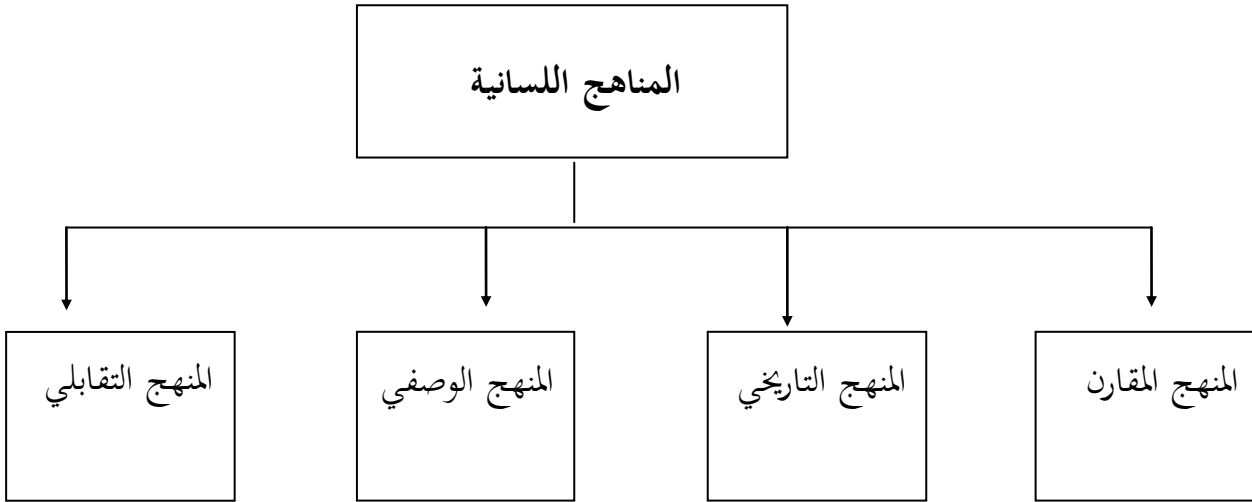 المناهج اللسانية
المنهج المقارن
المنهج التاريخي
المنهج الوصفي
المنهج التقابلي